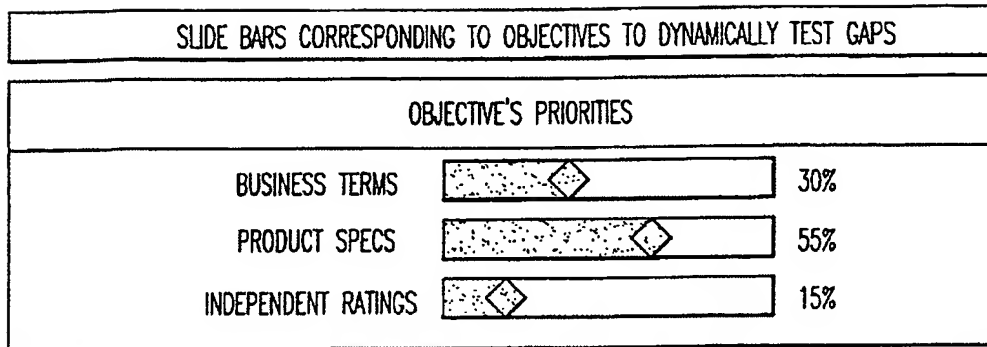 SLIDE BARS CORRESPONDING TO OBJECTIVES TO DYNAMICALLY TEST GAPS
OBJECTIVE'S PRIORITIES
BUSINESS TERMS 30%
PRODUCT SPECS 55%
INDEPENDENT RATINGS 15%